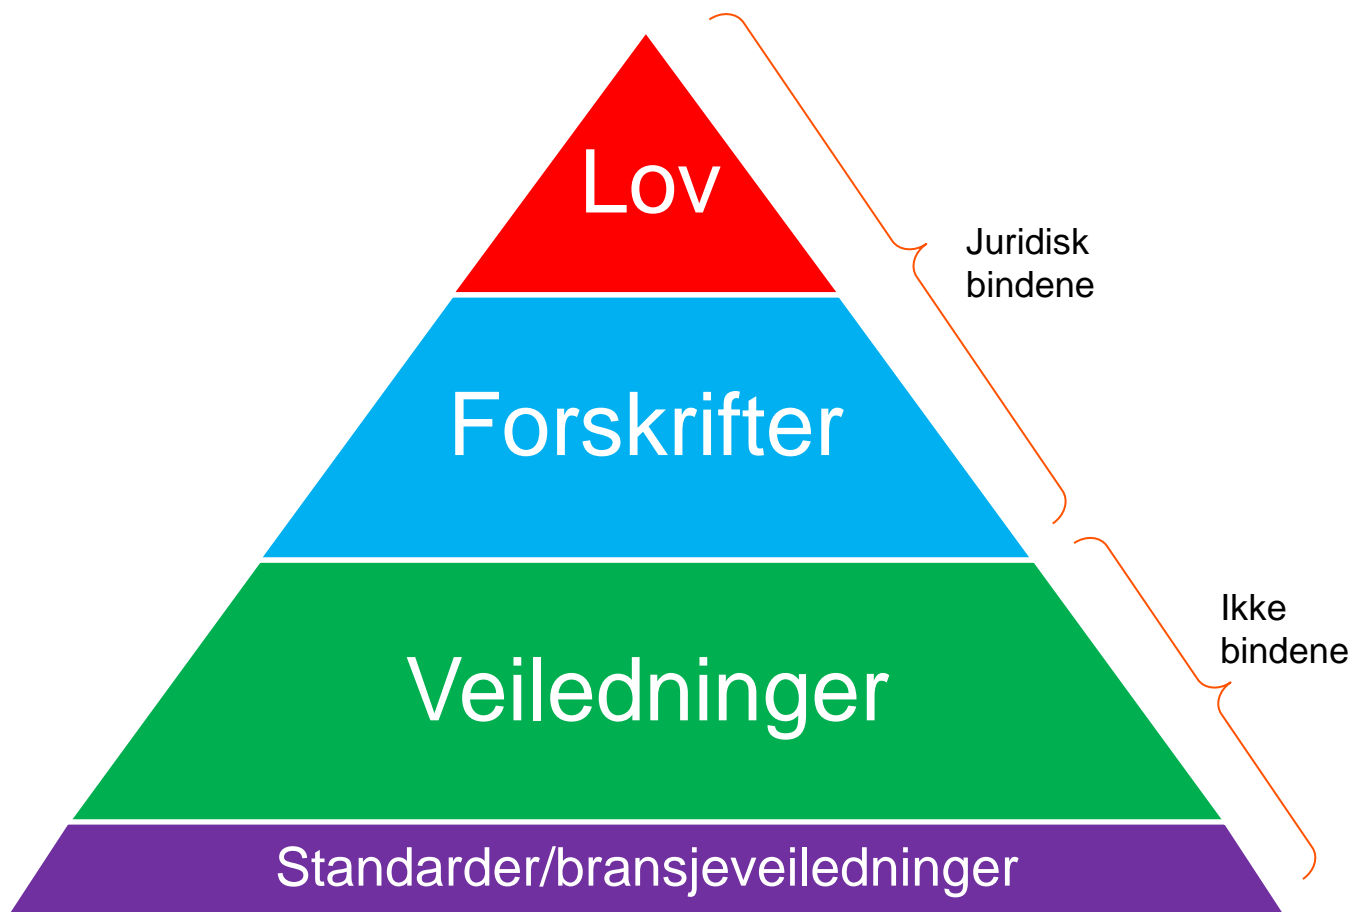 Lov
Juridisk
bindene
Forskrifter
Ikke
bindene
Veiledninger
Standarder/bransjeveiledninger